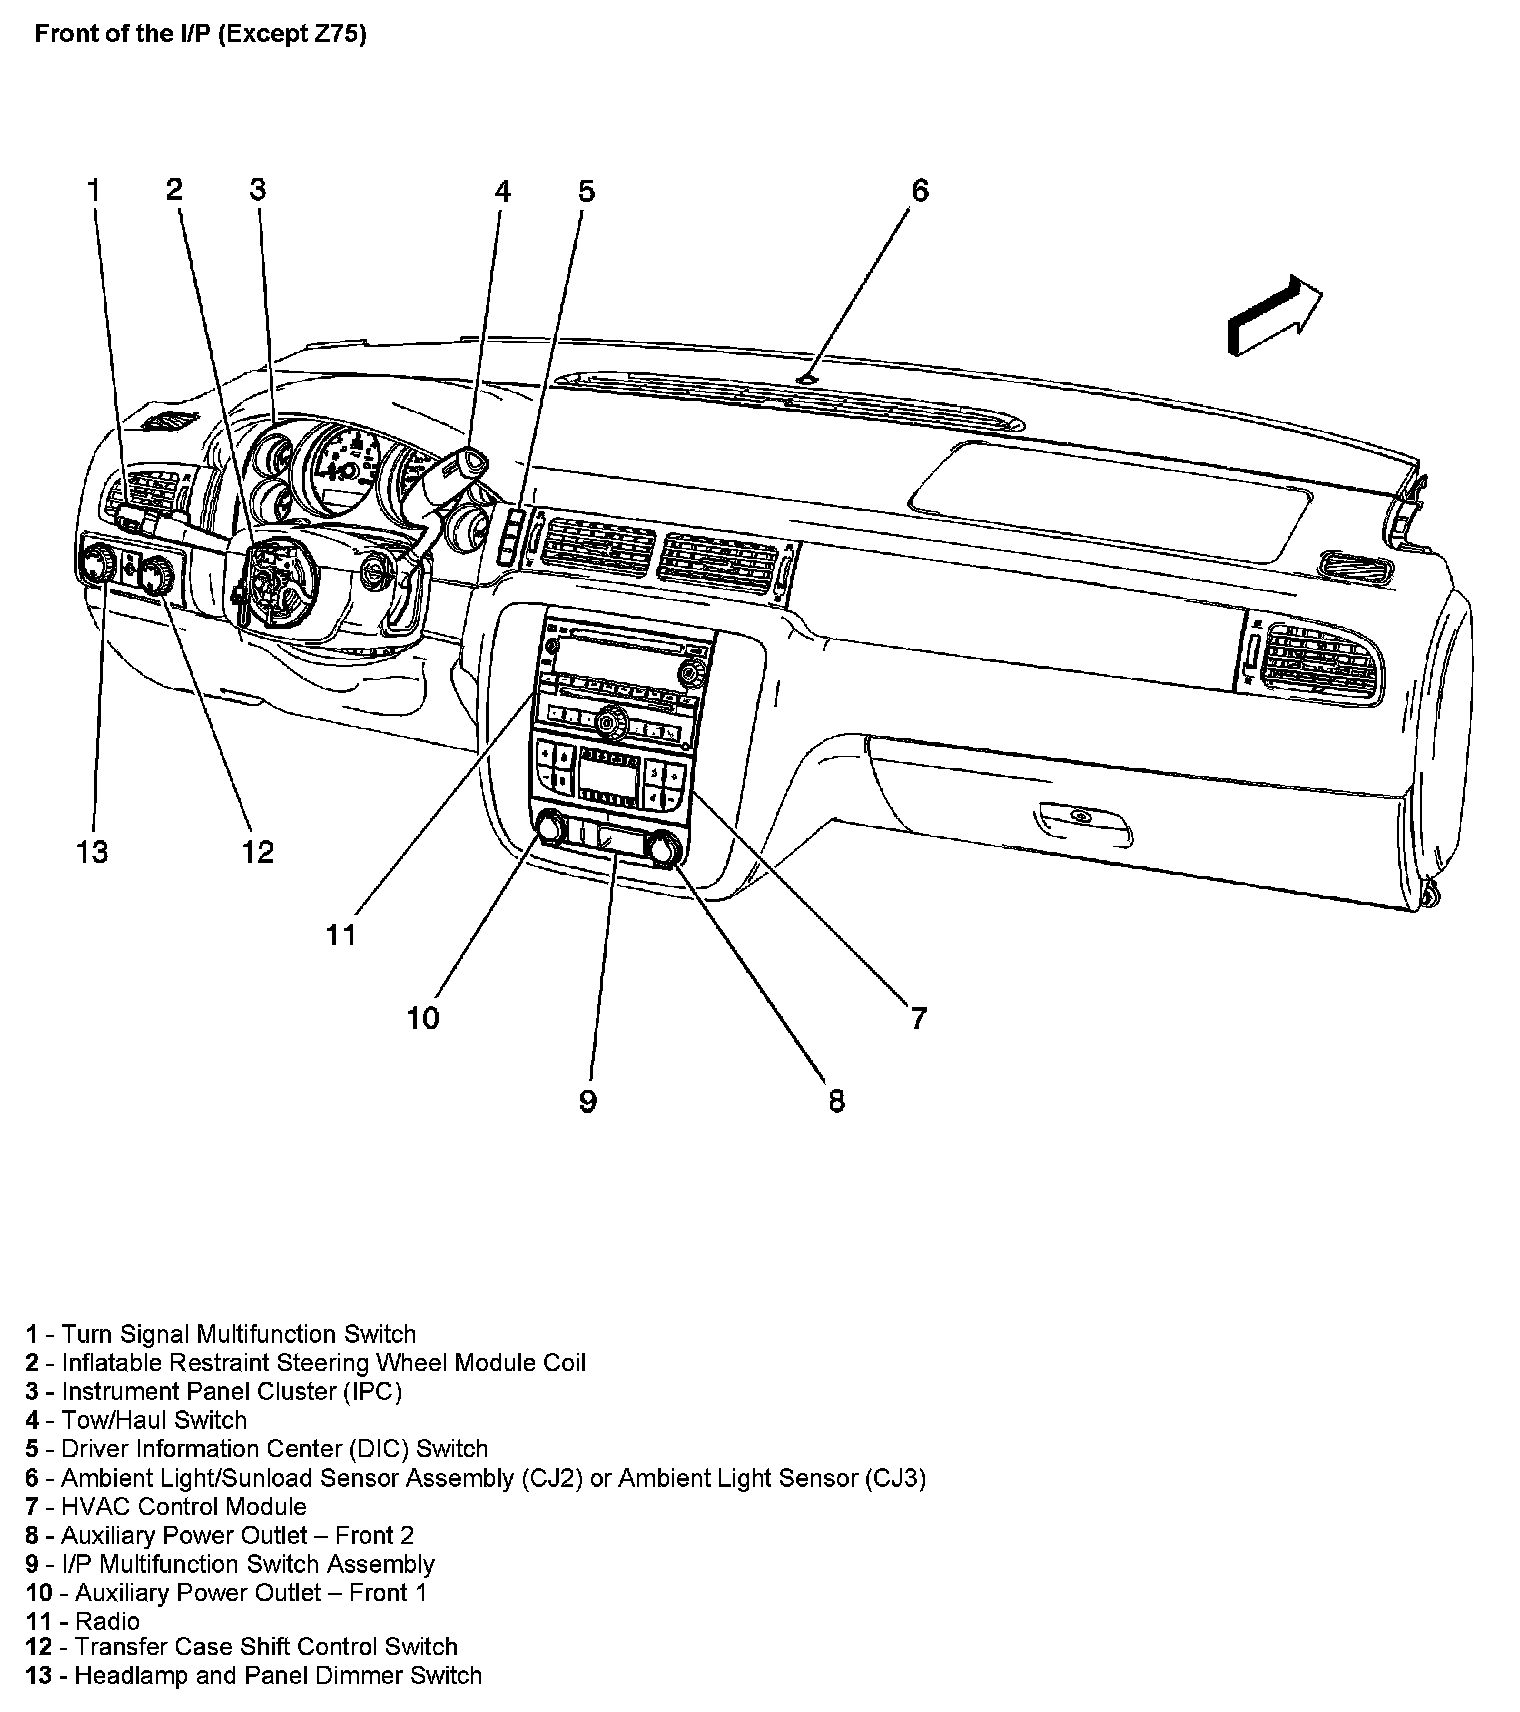 Front of the I/P (Except Z75)
1 2 3 4 5 6
13 12
11
10 7
9 8
1 - Turn Signal Multifunction Switch
2 - Inflatable Restraint Steering Wheel Module Coil
3 - Instrument Panel Cluster (IPC)
4 - Tow/Haul Switch
5 - Driver Information Center (DIC) Switch
6 - Ambient Light/Sunload Sensor Assembly (CJ2) or Ambient Light Sensor (CJ3)
7 - HVAC Control Module
8 - Auxiliary Power Outlet – Front 2
9 - I/P Multifunction Switch Assembly
10 - Auxiliary Power Outlet – Front 1
11 - Radio
12 - Transfer Case Shift Control Switch
13 - Headlamp and Panel Dimmer Switch